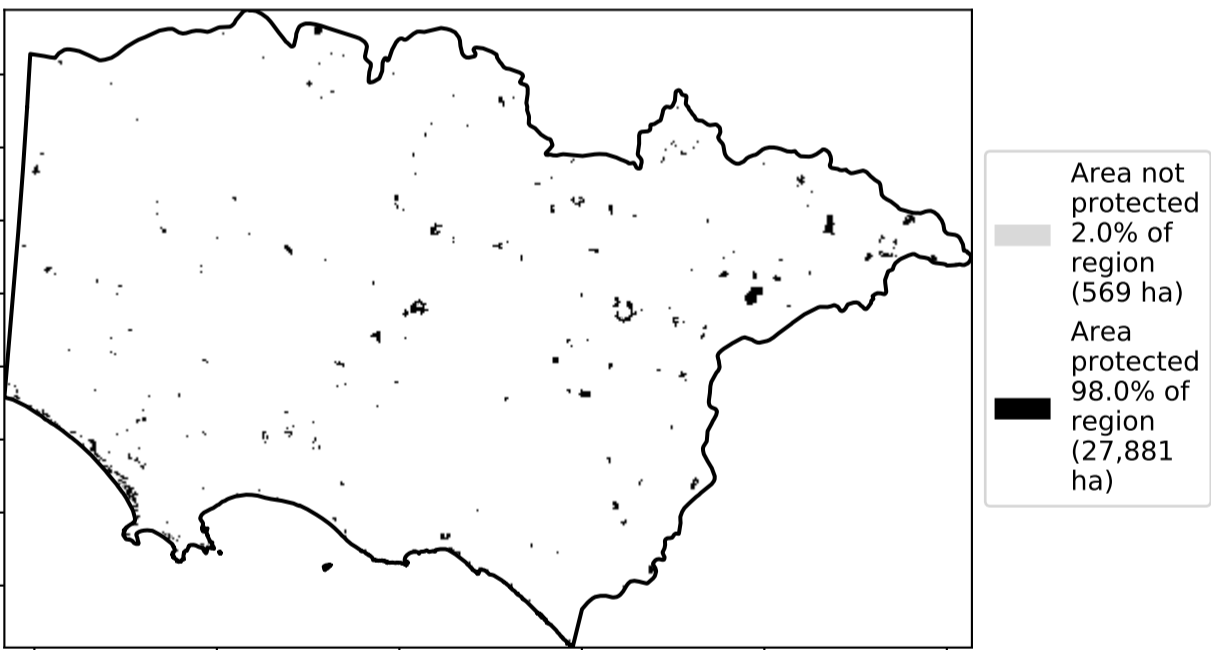 Area not
protected
2.0% of
region
(569 ha)
Area
protected
98.0% of
region
(27,881
ha)